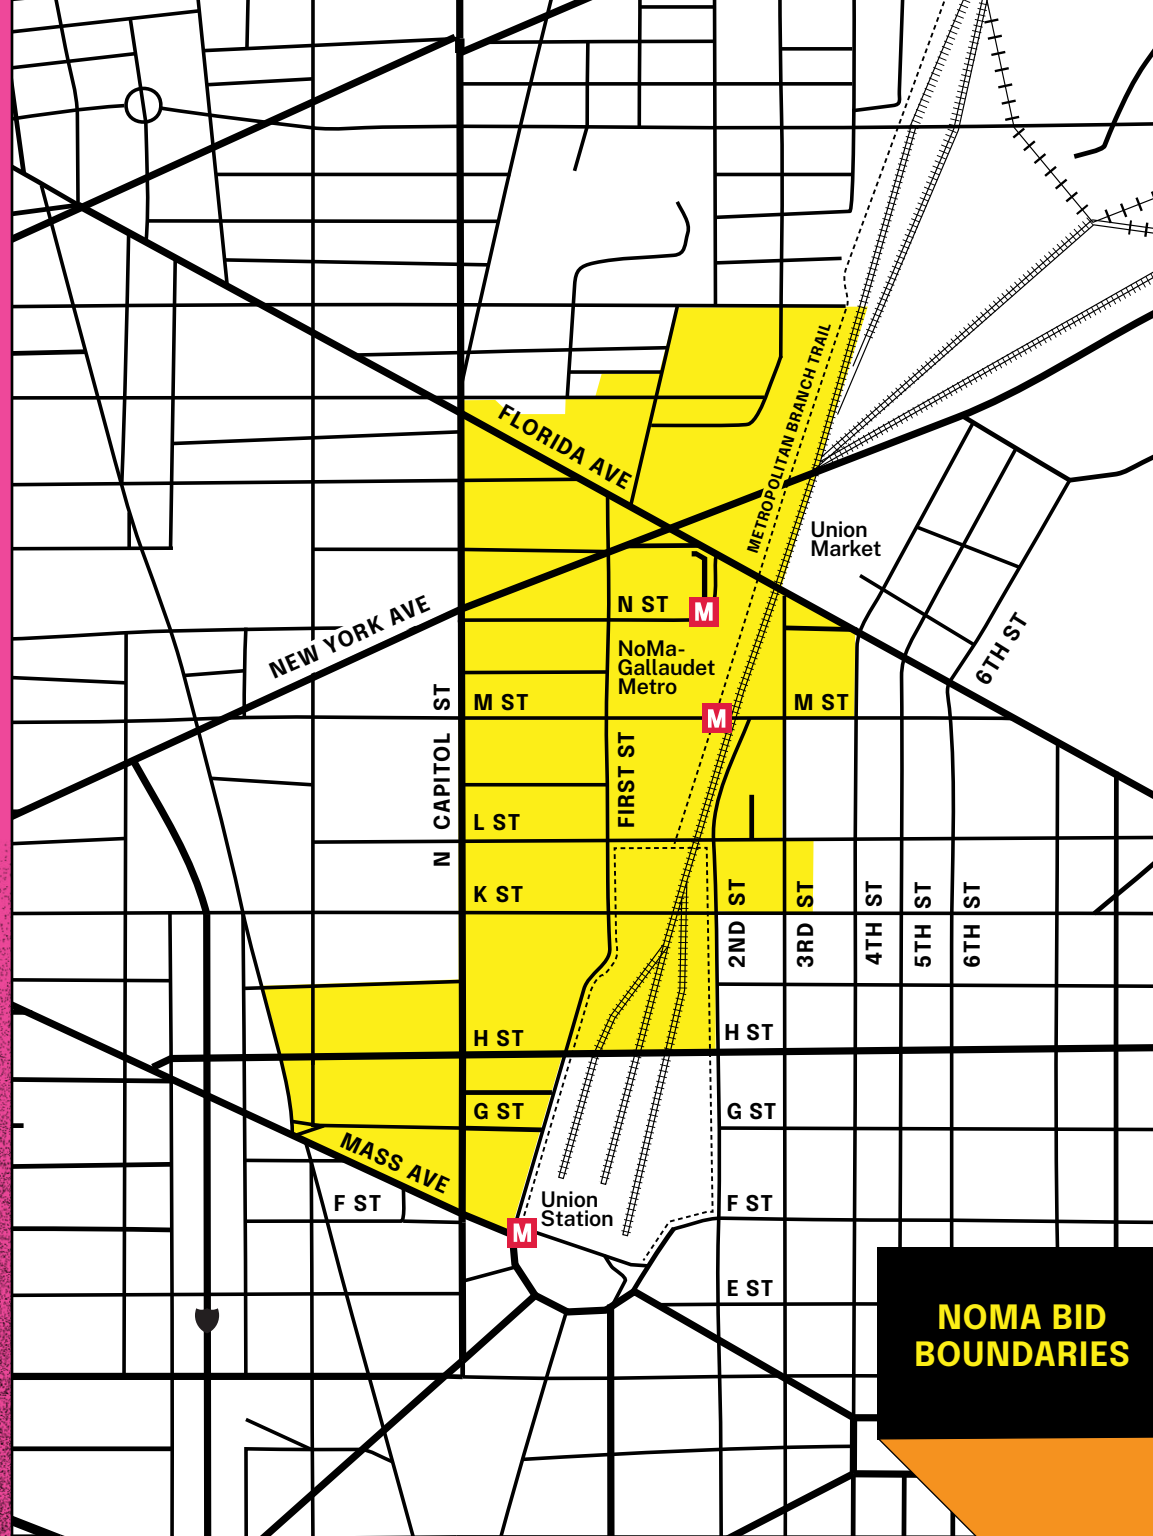 METROPOLITAN BRANCH TRAIL
FLORIDA AVE
Union
Market
NEW YORK AVE
N ST
M
NoMa-
Gallaudet
Metro
6TH ST
M ST
M
M ST
N CAPITOL ST
FIRST ST
L ST
K ST
2ND ST
3RD ST
4TH ST
5TH ST
6TH ST
H ST
H ST
G ST
G ST
MASS AVE
F ST
Union
Station
F ST
M
E ST
NOMA BID
BOUNDARIES